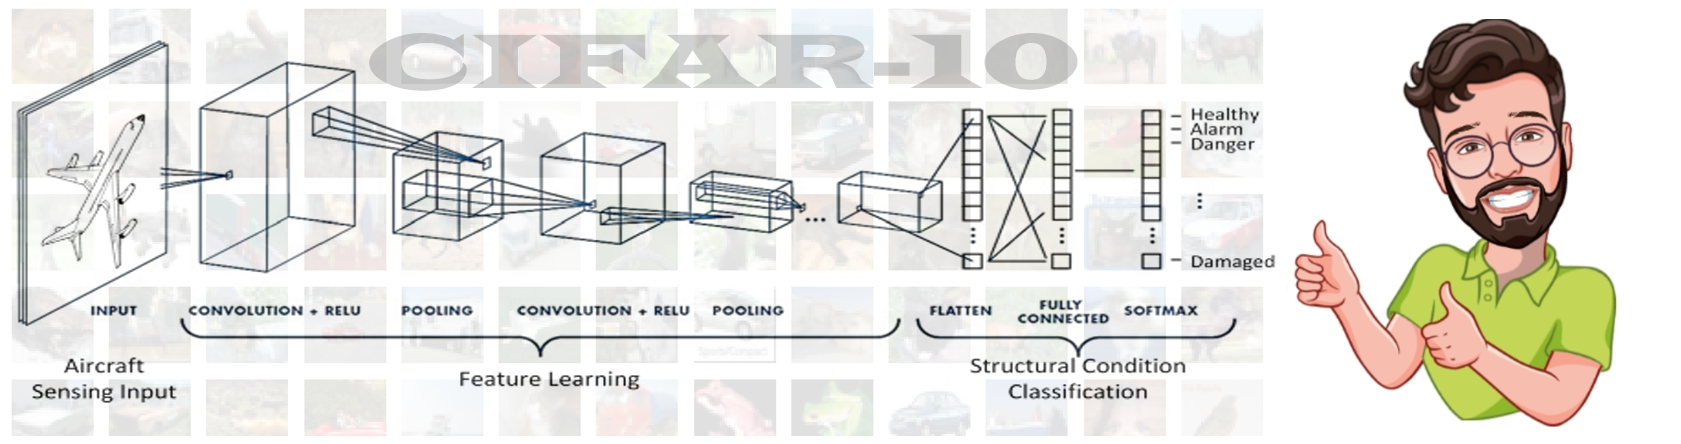 CIFAR-10
Healthy
Alarm
Danger
Damaged
INPUT
CONVOLUTION + RELU
POOLING
CONVOLUTION + RELU
POOLING
FLATTEN
FULLY
CONNECTED
SOFTMAX
Aircraft
Sensing Input
Feature Learning
Structural Condition
Classification